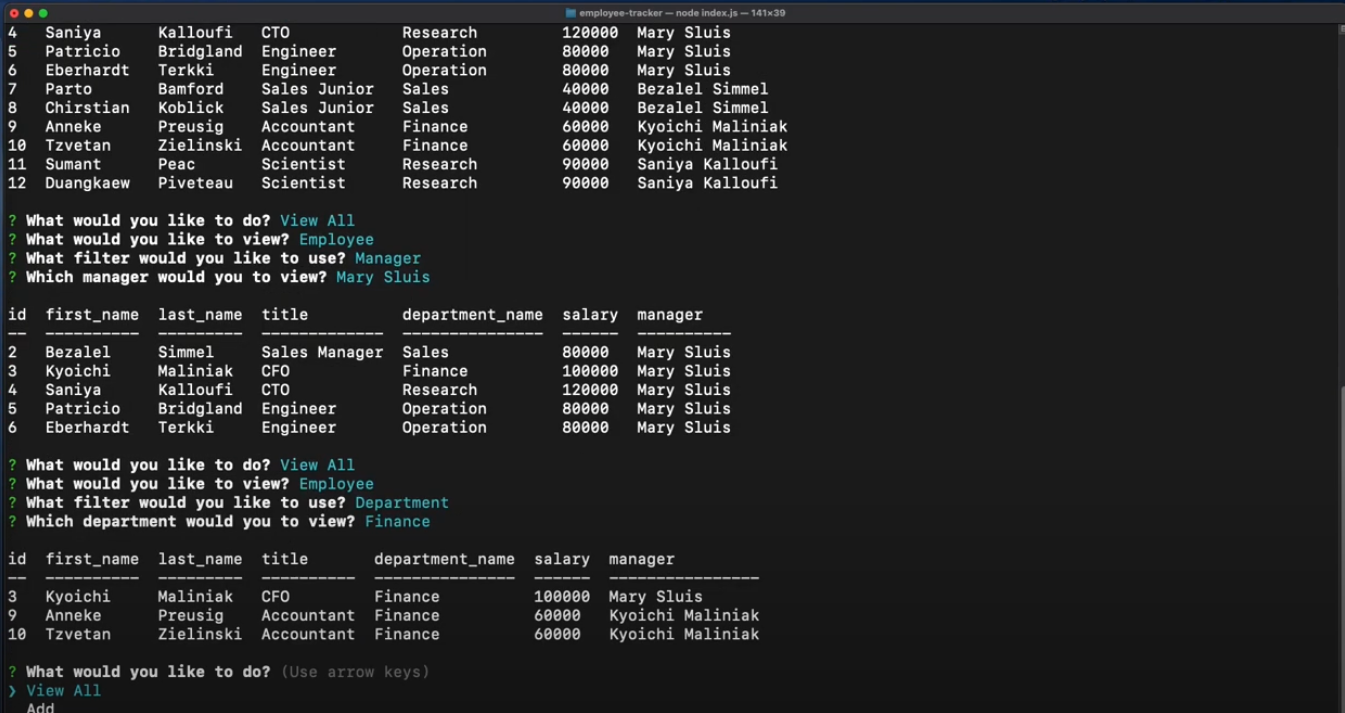 employee-tracker — node index.js — 141×39
4   Saniya      Kalloufi   CTO            Research         120000  Mary Sluis
5   Patricio    Bridgland  Engineer       Operation        80000   Mary Sluis
6   Eberhardt   Terkki     Engineer       Operation        80000   Mary Sluis
7   Parto       Bamford    Sales Junior   Sales            40000   Bezalel Simmel
8   Chirstian   Koblick    Sales Junior   Sales            40000   Bezalel Simmel
9   Anneke      Preusig    Accountant     Finance          60000   Kyoichi Maliniak
10  Tzvetan     Zielinski  Accountant     Finance          60000   Kyoichi Maliniak
11  Sumant      Peac       Scientist      Research         90000   Saniya Kalloufi
12  Duangkaew   Piveteau   Scientist      Research         90000   Saniya Kalloufi
? What would you like to do? View All
? What would you like to view? Employee
? What filter would you like to use? Manager
? Which manager would you to view? Mary Sluis
id  first_name  last_name  title          department_name  salary  manager
--  ----------  ---------  -------------  ---------------  ------  ----------
2   Bezalel     Simmel     Sales Manager  Sales            80000   Mary Sluis
3   Kyoichi     Maliniak   CFO            Finance          100000  Mary Sluis
4   Saniya      Kalloufi   CTO            Research         120000  Mary Sluis
5   Patricio    Bridgland  Engineer       Operation        80000   Mary Sluis
6   Eberhardt   Terkki     Engineer       Operation        80000   Mary Sluis
? What would you like to do? View All
? What would you like to view? Employee
? What filter would you like to use? Department
? Which department would you to view? Finance
id  first_name  last_name  title       department_name  salary  manager
--  ----------  ---------  ----------  ---------------  ------  ----------------
3   Kyoichi     Maliniak   CFO         Finance          100000  Mary Sluis
9   Anneke      Preusig    Accountant  Finance          60000   Kyoichi Maliniak
10  Tzvetan     Zielinski  Accountant  Finance          60000   Kyoichi Maliniak
? What would you like to do? (Use arrow keys)
❯ View All
  Add